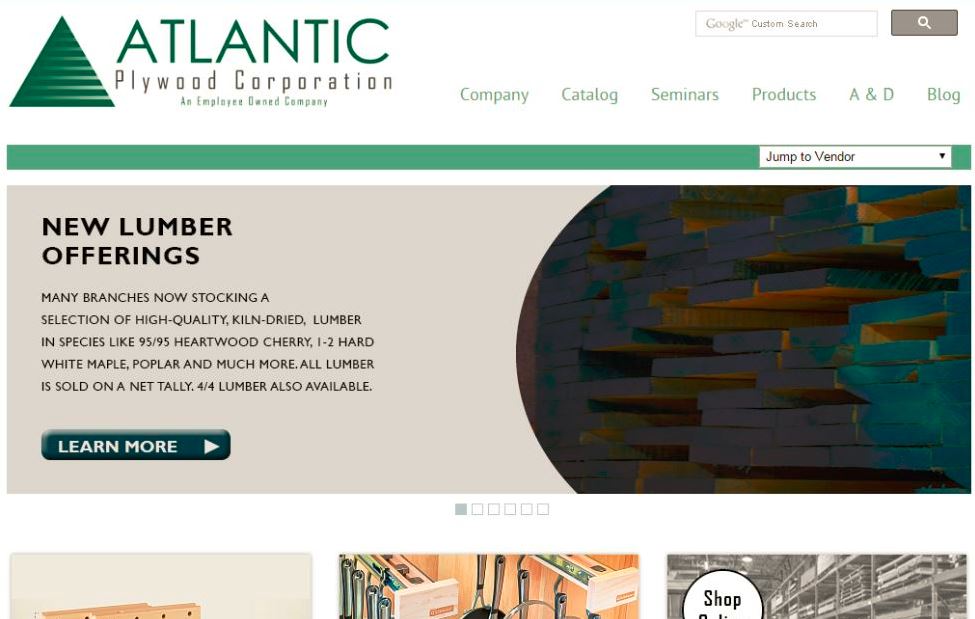 ATLANTIC
Plywood Corporation
An Employee Owned Company
Google™ Custom Search
Company Catalog Seminars Products A & D Blog
Jump to Vendor
NEW LUMBER
OFFERINGS
MANY BRANCHES NOW STOCKING A
SELECTION OF HIGH-QUALITY, KILN-DRIED, LUMBER
IN SPECIES LIKE 95/95 HEARTWOOD CHERRY, 1-2 HARD
WHITE MAPLE, POPLAR AND MUCH MORE. ALL LUMBER
IS SOLD ON A NET TALLY. 4/4 LUMBER ALSO AVAILABLE.
LEARN MORE
Shop